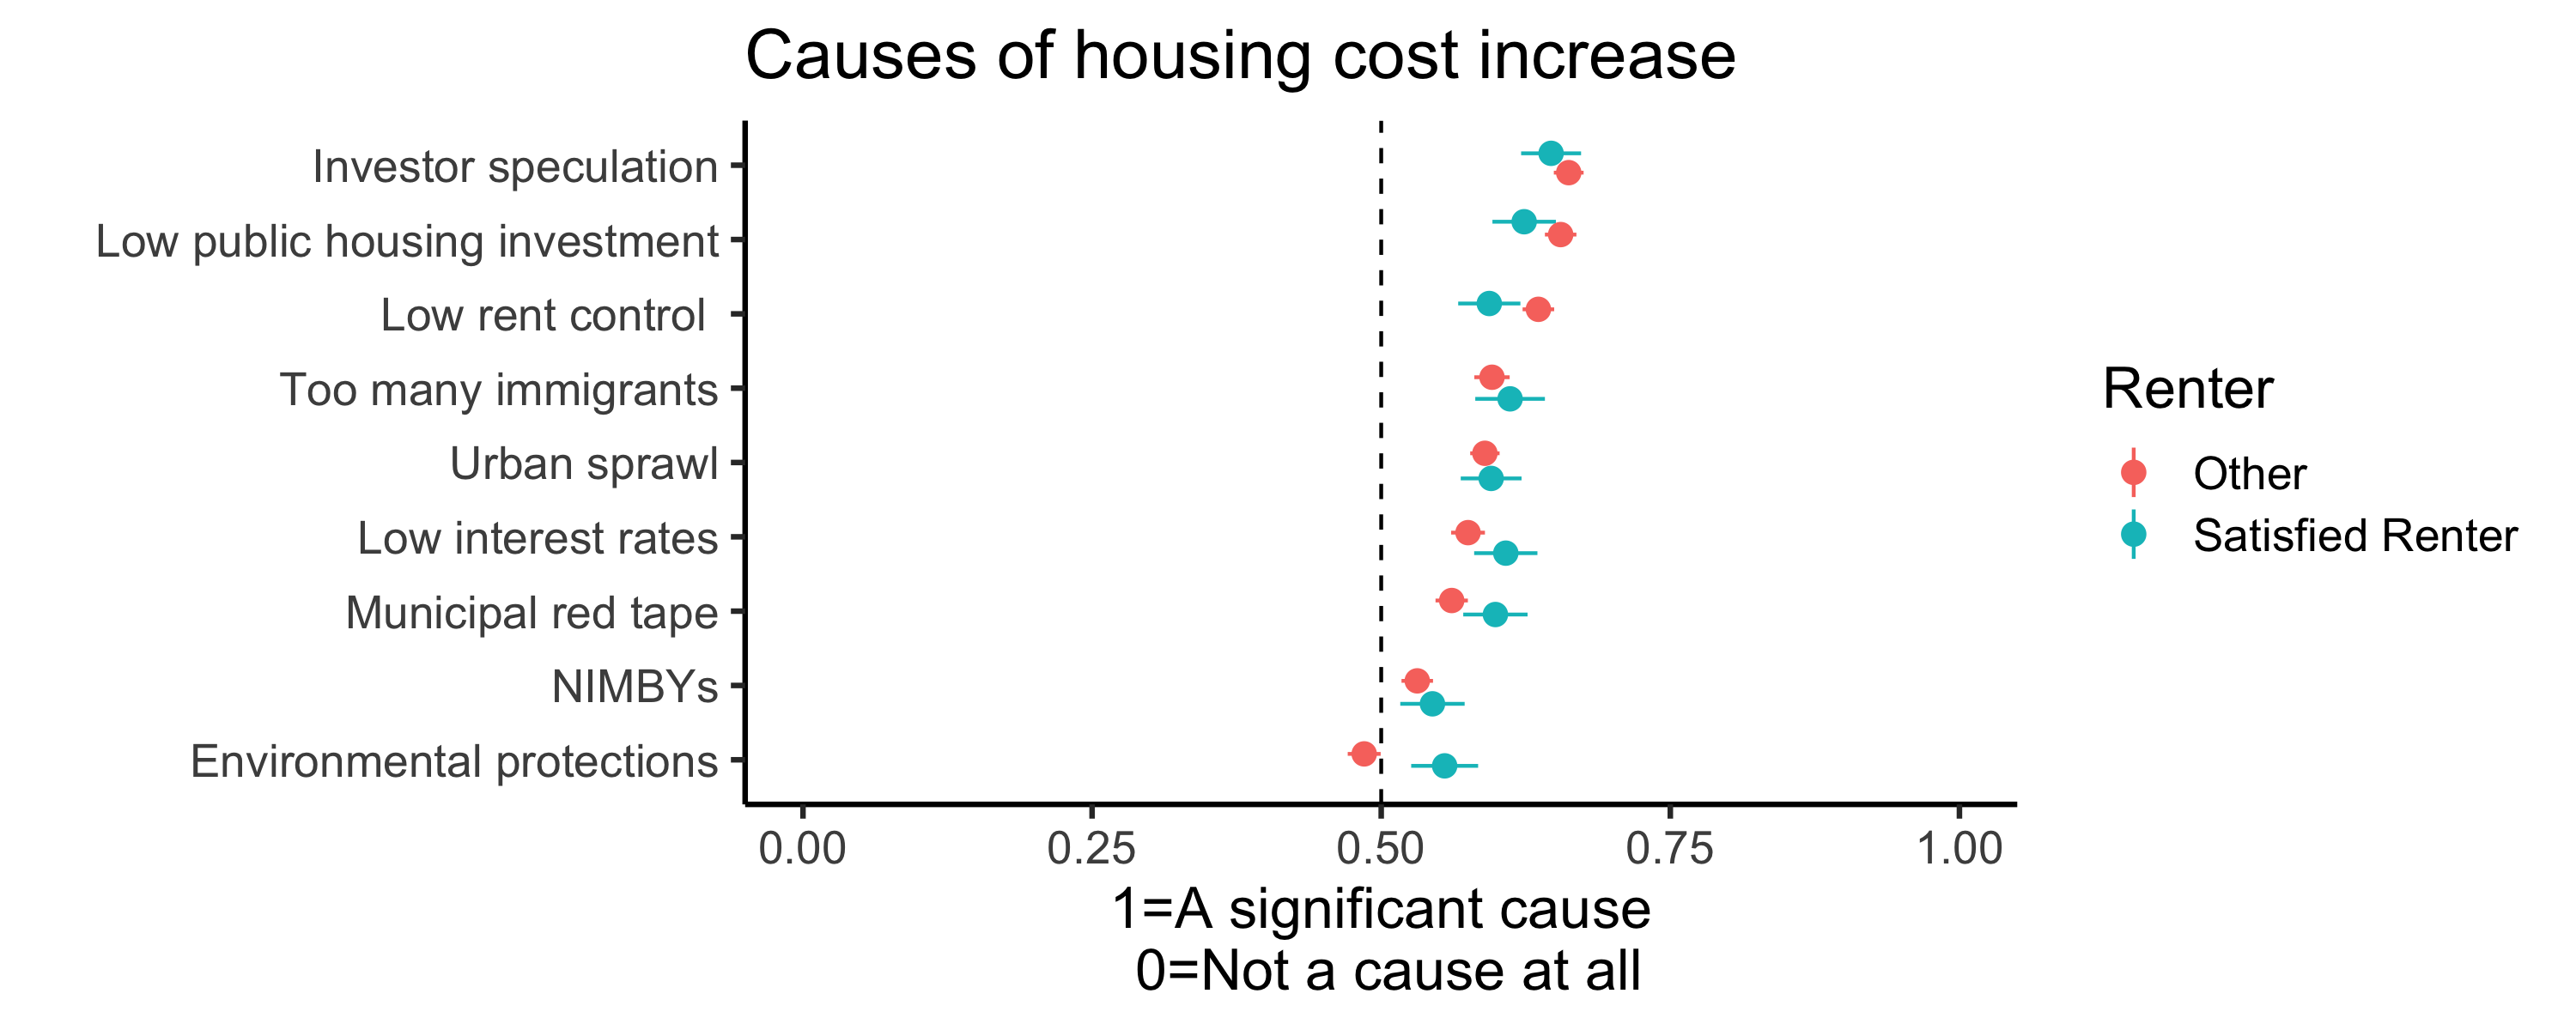 Causes of housing cost increase
Investor speculation
Low public housing investment
Low rent control
Too many immigrants
Urban sprawl
Low interest rates
Municipal red tape
NIMBYs
Environmental protections
0.00 0.25 0.50 0.75 1.00
1=A significant cause
0=Not a cause at all
Renter
Other
Satisfied Renter